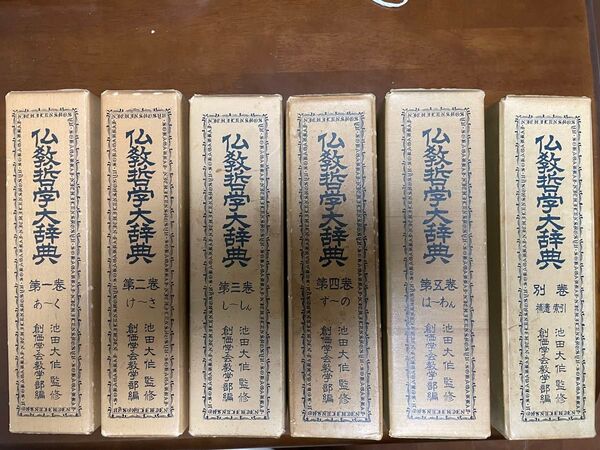 仏教哲学大辞典
第一巻
あ〜く
池田大作 監修
創価学会教学部編
仏教哲学大辞典
第二巻
け〜さ
池田大作 監修
創価学会教学部編
仏教哲学大辞典
第三巻
し〜しん
池田大作 監修
創価学会教学部編
仏教哲学大辞典
第四巻
す〜の
池田大作 監修
創価学会教学部編
仏教哲学大辞典
第五巻
は〜わん
池田大作 監修
創価学会教学部編
仏教哲学大辞典
別巻
補遺 索引
池田大作 監修
創価学会教学部編